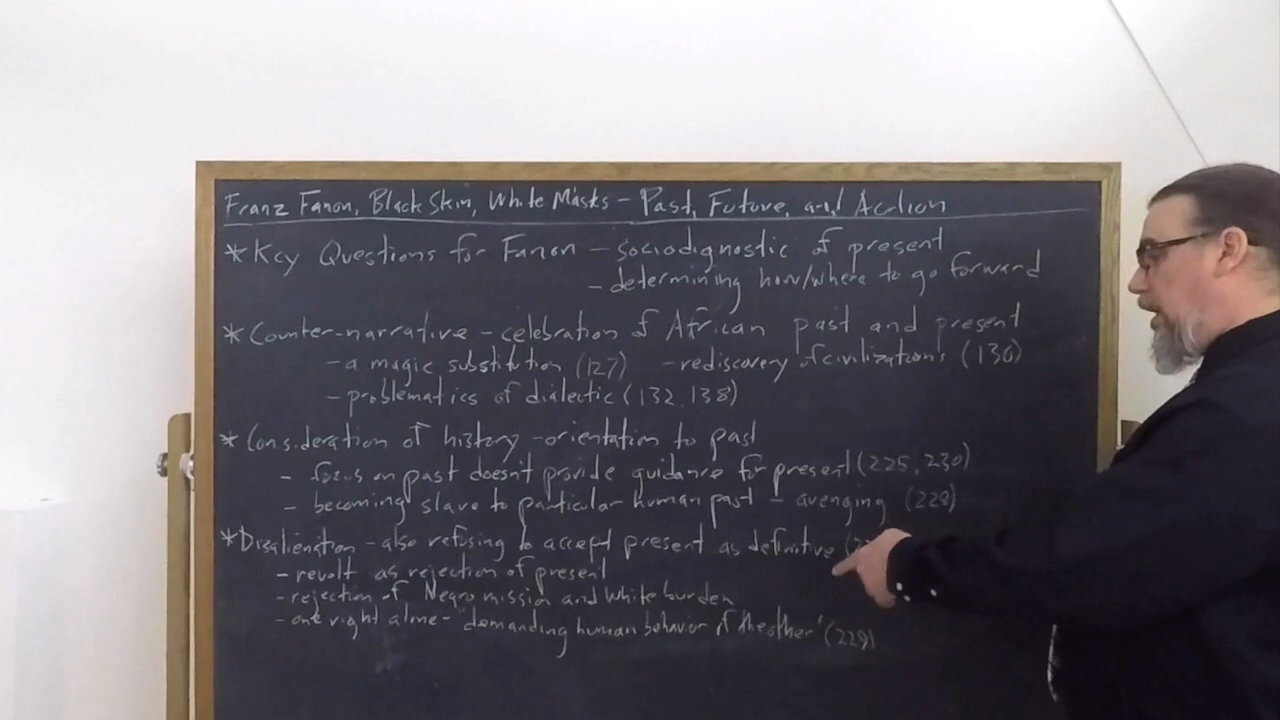 Franz Fanon, Black Skin, White Masks - Past, Future, and Action
* Key Questions for Fanon - sociodignostic of present
- determining how/where to go forward
* Counter-narrative - celebration of African past and present
- a magic substitution (127) - rediscovery of civilizations (130)
- problematics of dialectic (132, 138)
* Consideration of history - orientation to past
- focus on past doesn't provide guidance for present (225, 230)
- becoming slave to particular human past - avenging (228)
* Disalienation - also refusing to accept present as definitive
- revolt as rejection of present
- rejection of Negro mission and White burden
- one right alone - "demanding human behavior of the other" (229)